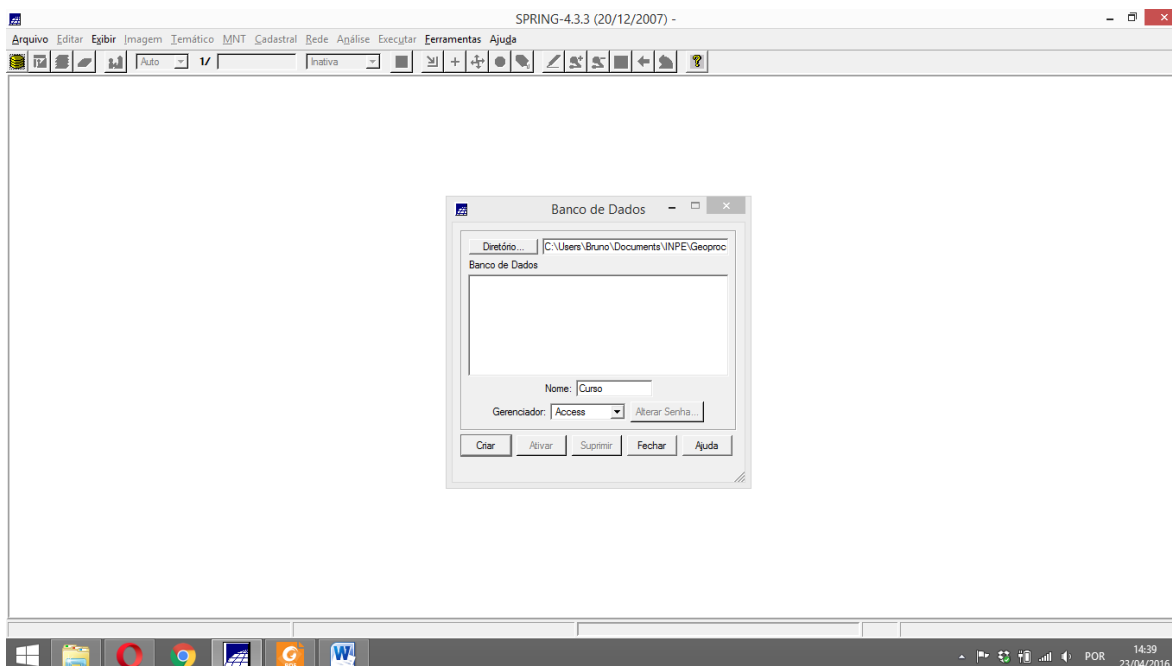 SPRING-4.3.3 (20/12/2007) -
Arquivo Editar Exibir Imagem Temático MNT Cadastral Rede Análise Executar Ferramentas Ajuda
Auto 1/ Inativa
Banco de Dados
Diretório... C:\Users\Bruno\Documents\INPE\Geoproc
Banco de Dados
Nome: Curso
Gerenciador: Access Alterar Senha...
Criar Ativar Suprimir Fechar Ajuda
POR 14:39
23/04/2016